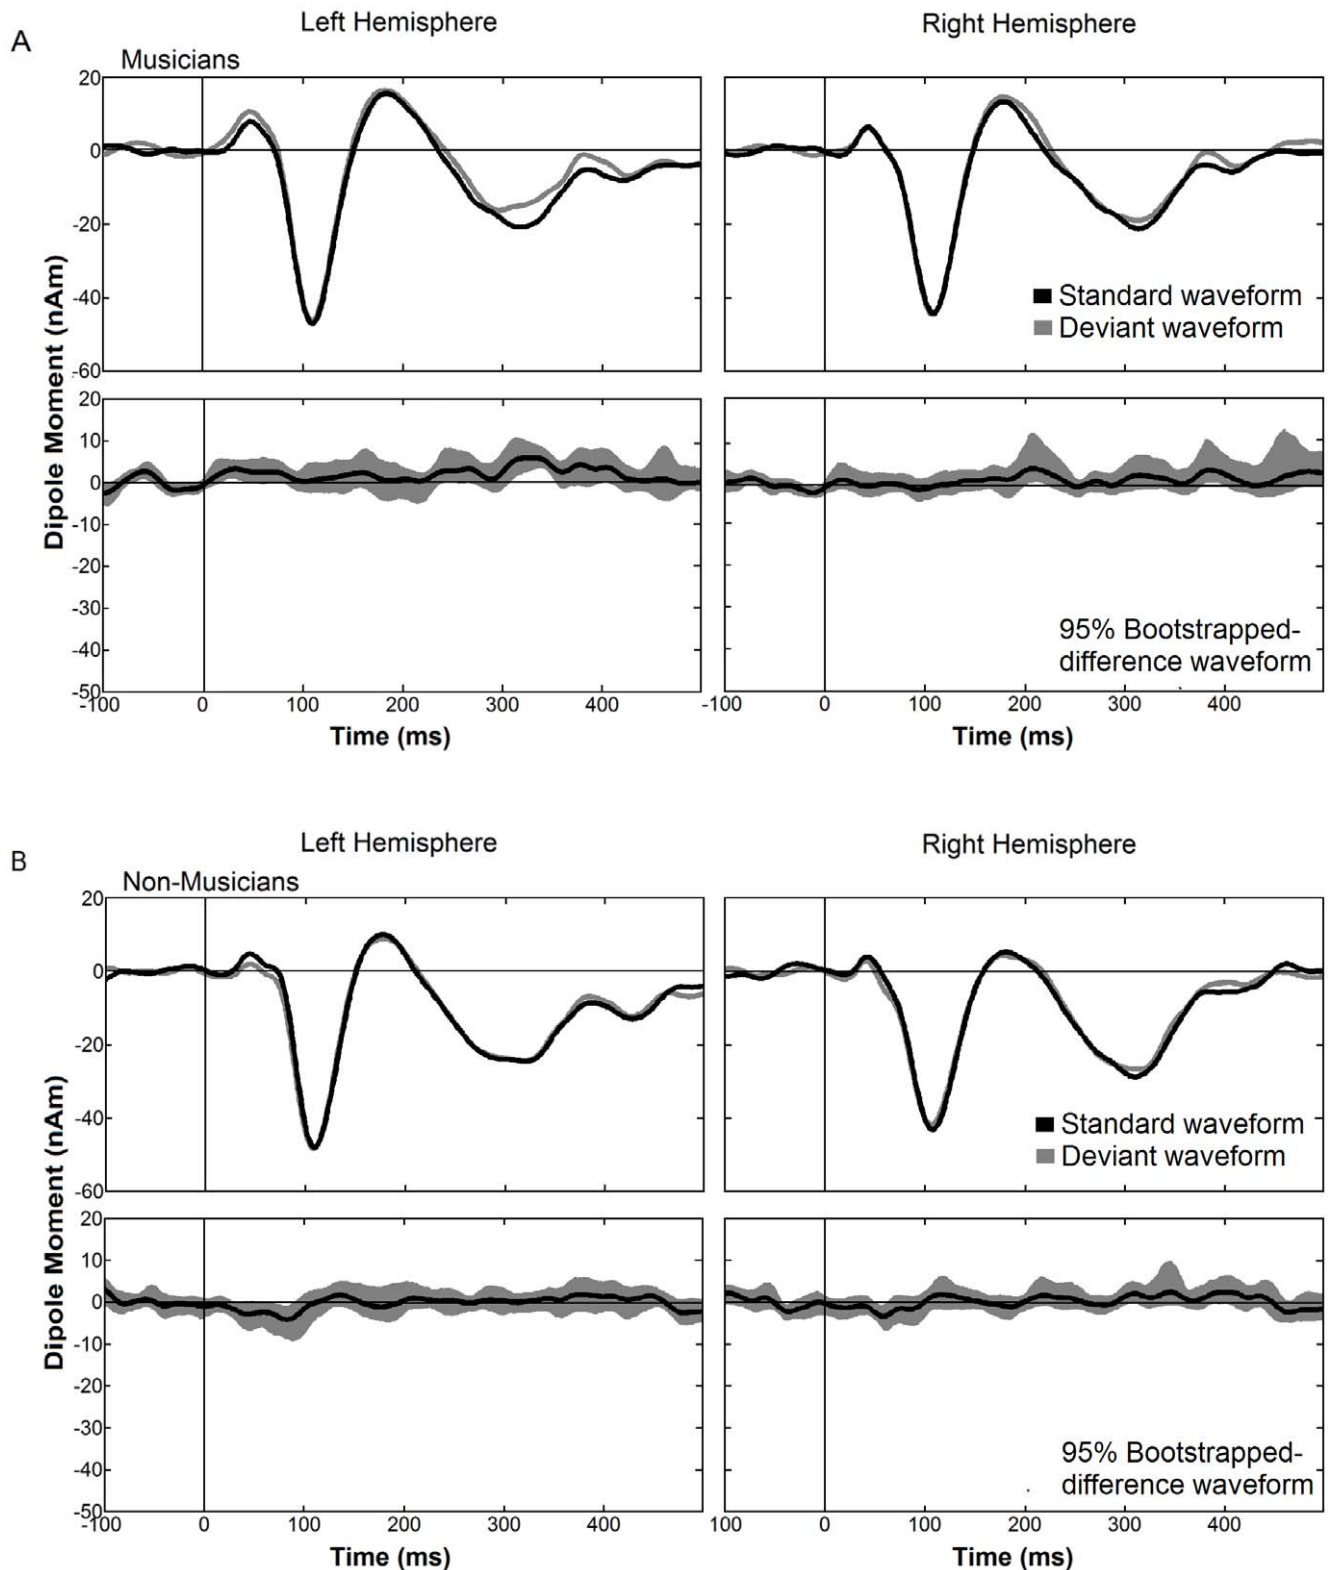 A
Left Hemisphere
Right Hemisphere
Musicians
20
0
-20
-40
-60
Standard waveform
Deviant waveform
Dipole Moment (nAm)
20
10
0
-10
-20
-30
-40
-50
95% Bootstrapped-
difference waveform
-100 0 100 200 300 400
-100 0 100 200 300 400
Time (ms)
Time (ms)
B
Left Hemisphere
Right Hemisphere
Non-Musicians
20
0
-20
-40
-60
Standard waveform
Deviant waveform
Dipole Moment (nAm)
20
10
0
-10
-20
-30
-40
-50
95% Bootstrapped-
difference waveform
-100 0 100 200 300 400
-100 0 100 200 300 400
Time (ms)
Time (ms)